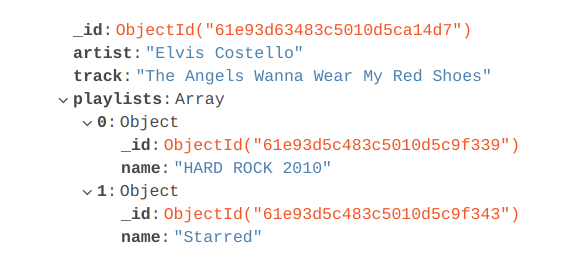 _id: ObjectId("61e93d63483c5010d5ca14d7")
artist: "Elvis Costello"
track: "The Angels Wanna Wear My Red Shoes"
playlists: Array
0: Object
_id: ObjectId("61e93d5c483c5010d5c9f339")
name: "HARD ROCK 2010"
1: Object
_id: ObjectId("61e93d5c483c5010d5c9f343")
name: "Starred"